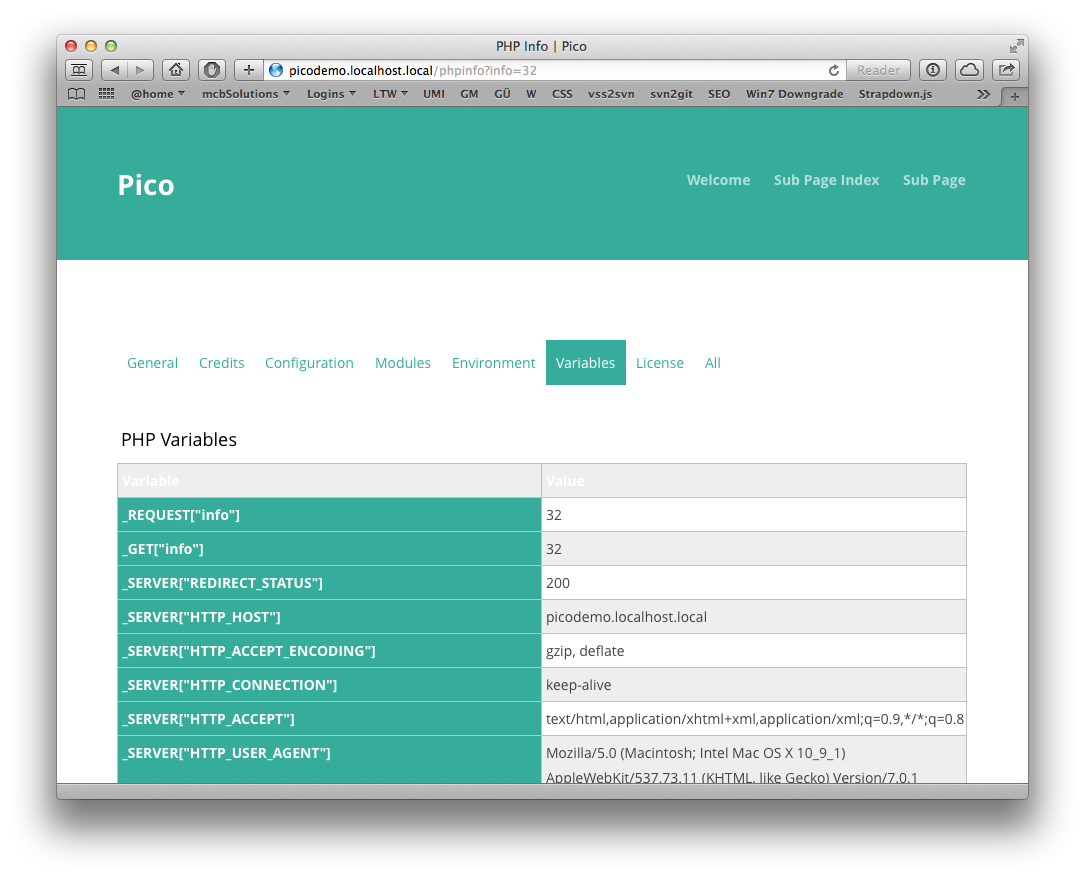 PHP Info | Pico
picodemo.localhost.local/phpinfo?info=32
Reader
@home mcbSolutions Logins LTW UMI GM GÜ W CSS vss2svn svn2git SEO Win7 Downgrade Strapdown.js
Pico
Welcome Sub Page Index Sub Page
General Credits Configuration Modules Environment Variables License All
PHP Variables
Variable Value
_REQUEST["info"] 32
_GET["info"] 32
_SERVER["REDIRECT_STATUS"] 200
_SERVER["HTTP_HOST"] picodemo.localhost.local
_SERVER["HTTP_ACCEPT_ENCODING"] gzip, deflate
_SERVER["HTTP_CONNECTION"] keep-alive
_SERVER["HTTP_ACCEPT"] text/html,application/xhtml+xml,application/xml;q=0.9,*/*;q=0.8
_SERVER["HTTP_USER_AGENT"] Mozilla/5.0 (Macintosh; Intel Mac OS X 10_9_1)
AppleWebKit/537.73.11 (KHTML, like Gecko) Version/7.0.1